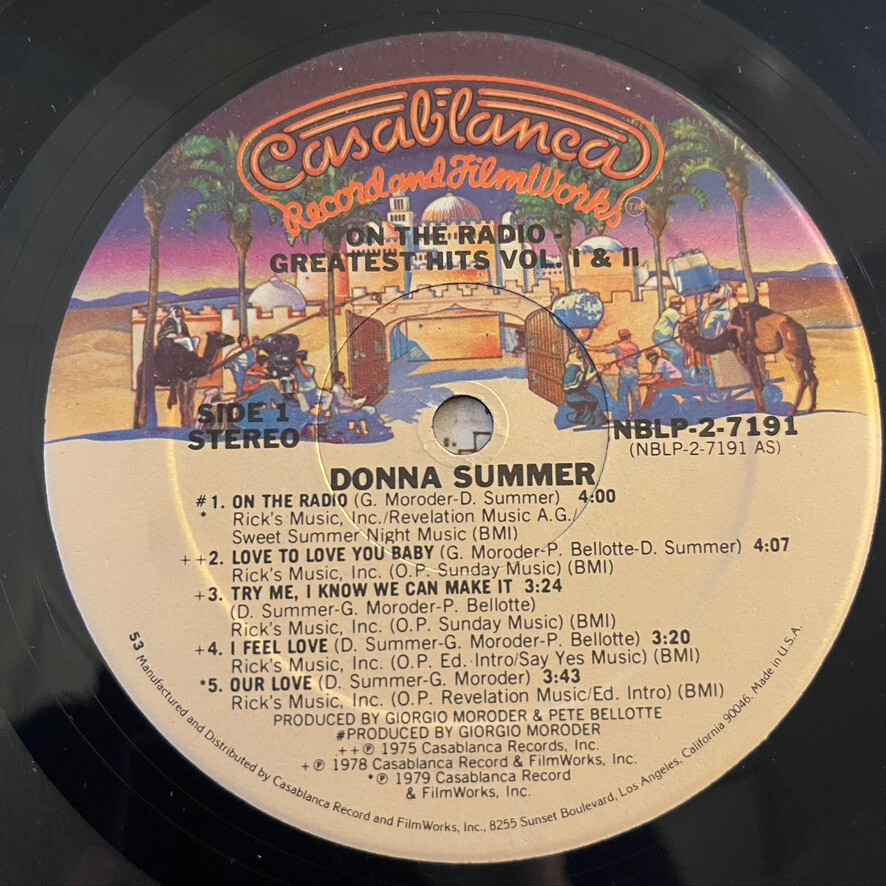 Casablanca
Record and FilmWorks TM
ON THE RADIO -
GREATEST HITS VOL. I & II
SIDE 1
STEREO
NBLP-2-7191
(NBLP-2-7191 AS)
DONNA SUMMER
#1. ON THE RADIO (G. Moroder-D. Summer) 4:00
* Rick's Music, Inc./Revelation Music A.G./
Sweet Summer Night Music (BMI)
++2. LOVE TO LOVE YOU BABY (G. Moroder-P. Bellotte-D. Summer) 4:07
Rick's Music, Inc. (O.P. Sunday Music) (BMI)
+3. TRY ME, I KNOW WE CAN MAKE IT 3:24
(D. Summer-G. Moroder-P. Bellotte)
Rick's Music, Inc. (O.P. Sunday Music) (BMI)
+4. I FEEL LOVE (D. Summer-G. Moroder-P. Bellotte) 3:20
Rick's Music, Inc. (O.P. Ed. Intro/Say Yes Music) (BMI)
*5. OUR LOVE (D. Summer-G. Moroder) 3:43
Rick's Music, Inc. (O.P. Revelation Music/Ed. Intro) (BMI)
PRODUCED BY GIORGIO MORODER & PETE BELLOTTE
#PRODUCED BY GIORGIO MORODER
++℗ 1975 Casablanca Records, Inc.
+℗ 1978 Casablanca Record & FilmWorks, Inc.
*℗ 1979 Casablanca Record
& FilmWorks, Inc.
53 Manufactured and Distributed by Casablanca Record and FilmWorks, Inc., 8255 Sunset Boulevard, Los Angeles, California 90046. Made in U.S.A.